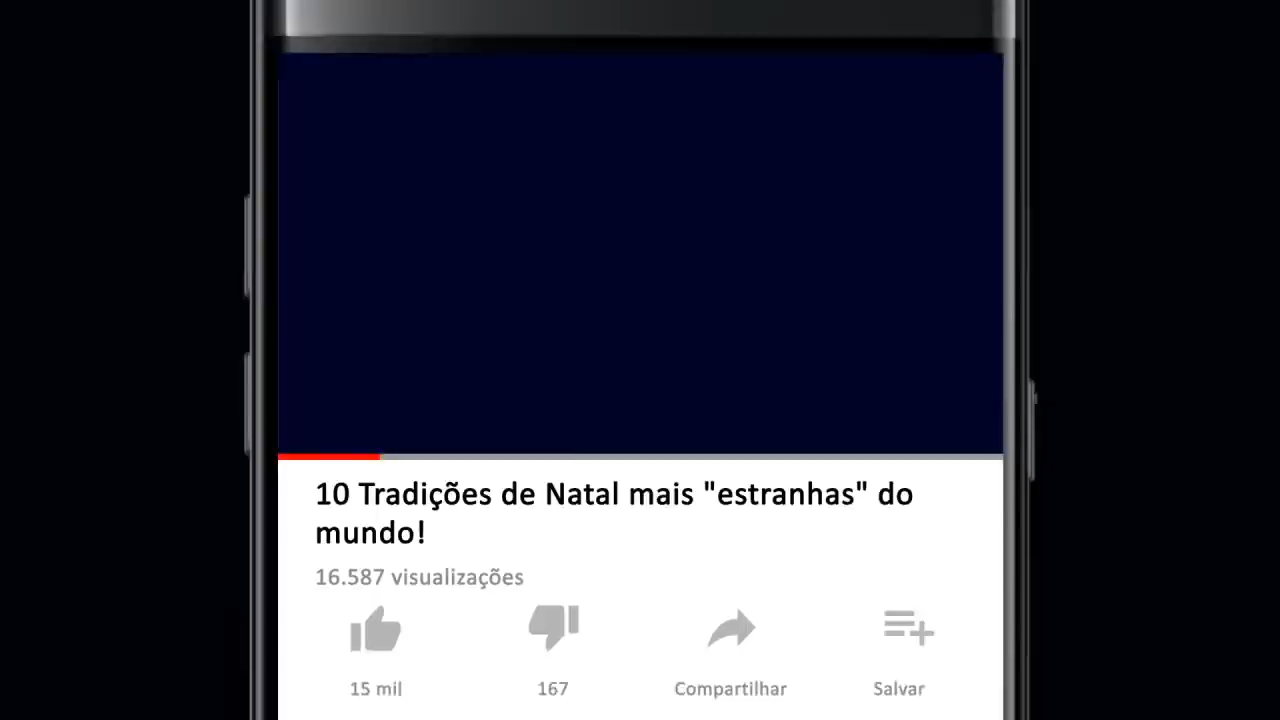 10 Tradições de Natal mais "estranhas" do
mundo!
16.587 visualizações
15 mil
167
Compartilhar
Salvar